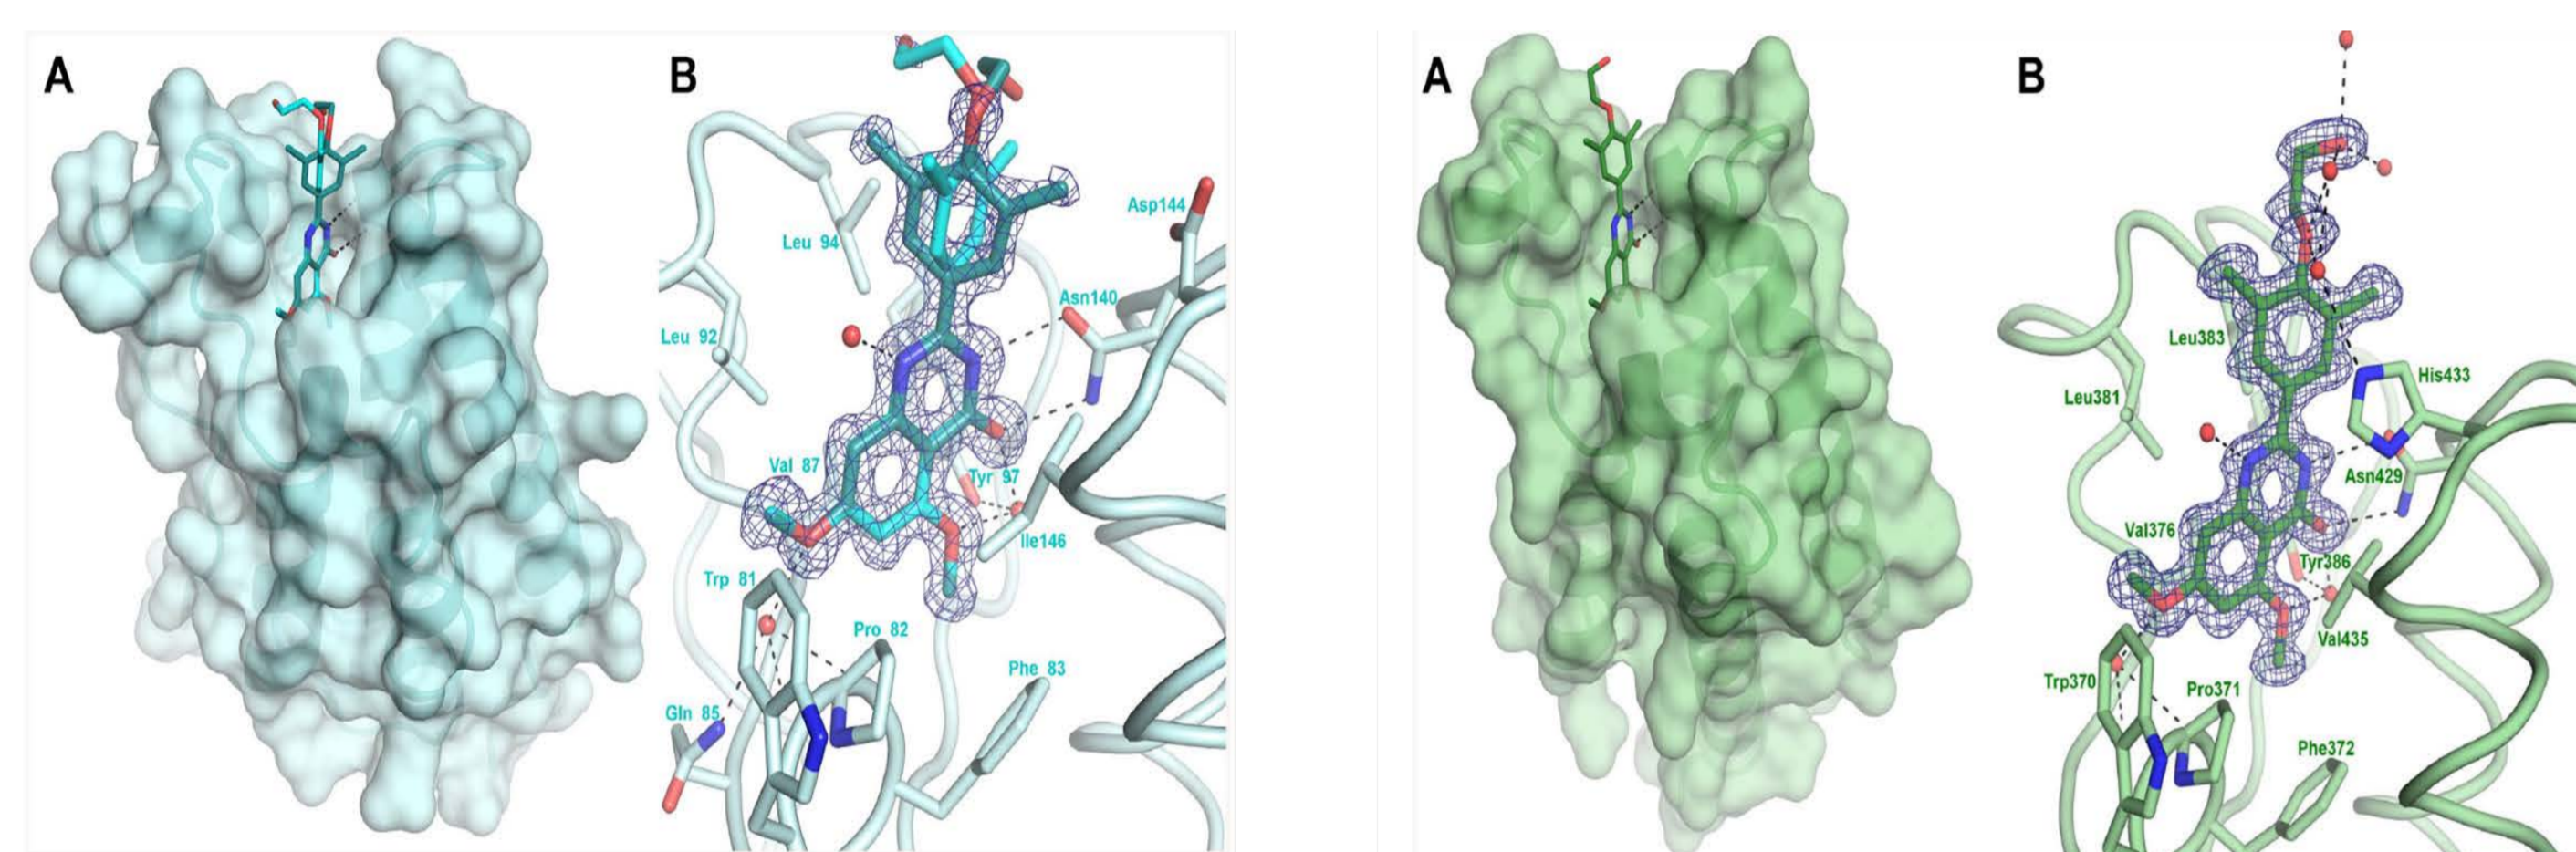 A
B
Asp144
Leu 94
Asn140
Leu 92
Val 87
Tyr 97
Ile146
Trp 81
Pro 82
Phe 83
Gln 85
A
B
Leu383
His433
Leu381
Asn429
Val376
Tyr386
Val435
Trp370
Pro371
Phe372